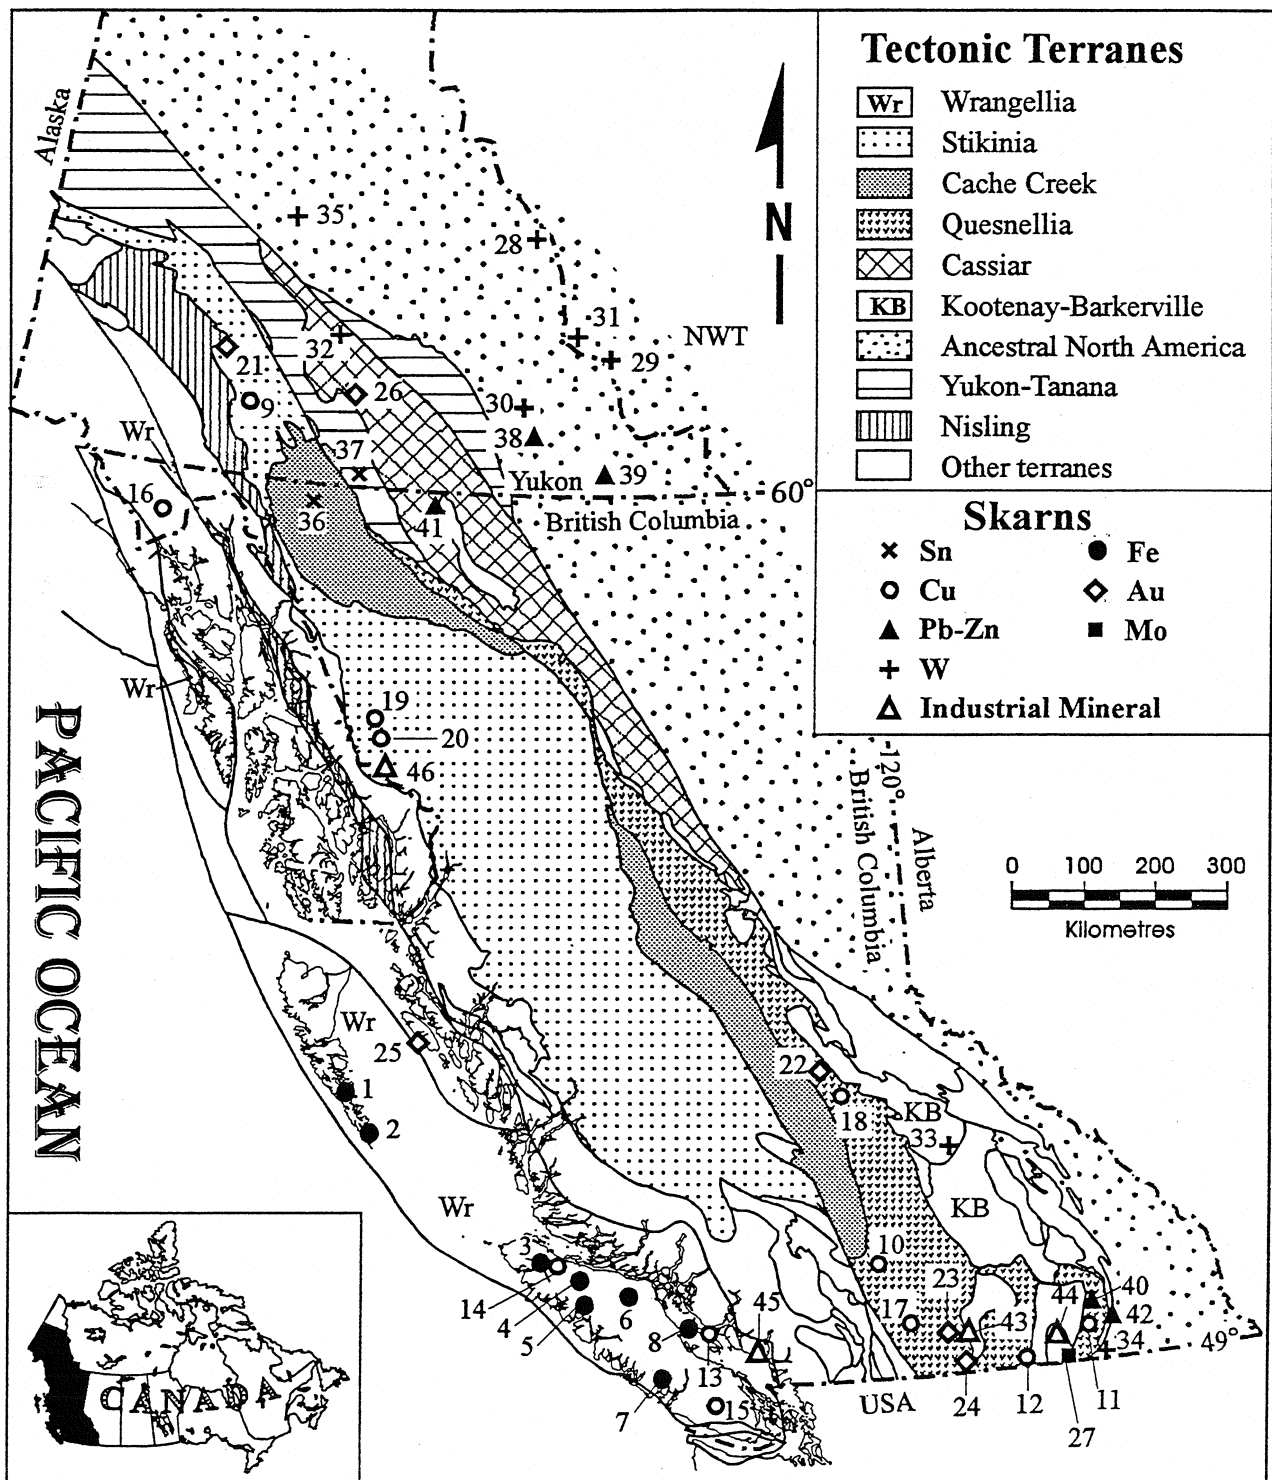 Tectonic Terranes
Wr Wrangellia
Stikinia
Cache Creek
Quesnellia
Cassiar
KB Kootenay-Barkerville
Ancestral North America
Yukon-Tanana
Nisling
Other terranes
Skarns
Sn
Fe
Cu
Au
Pb-Zn
Mo
W
Industrial Mineral
N
Alaska
35
28
31
NWT
29
32
21
26
9
30
38
Wr
37
39
Yukon
60°
16
36
41
British Columbia
Wr
19
20
46
120°
British Columbia
Alberta
0 100 200 300
Kilometres
PACIFIC OCEAN
Wr
25
1
2
22
18
KB
33
Wr
KB
3
10
14
4
5
6
8
45
17
23
43
44
40
42
34
49°
13
7
15
USA
24
12
27
11
CANADA